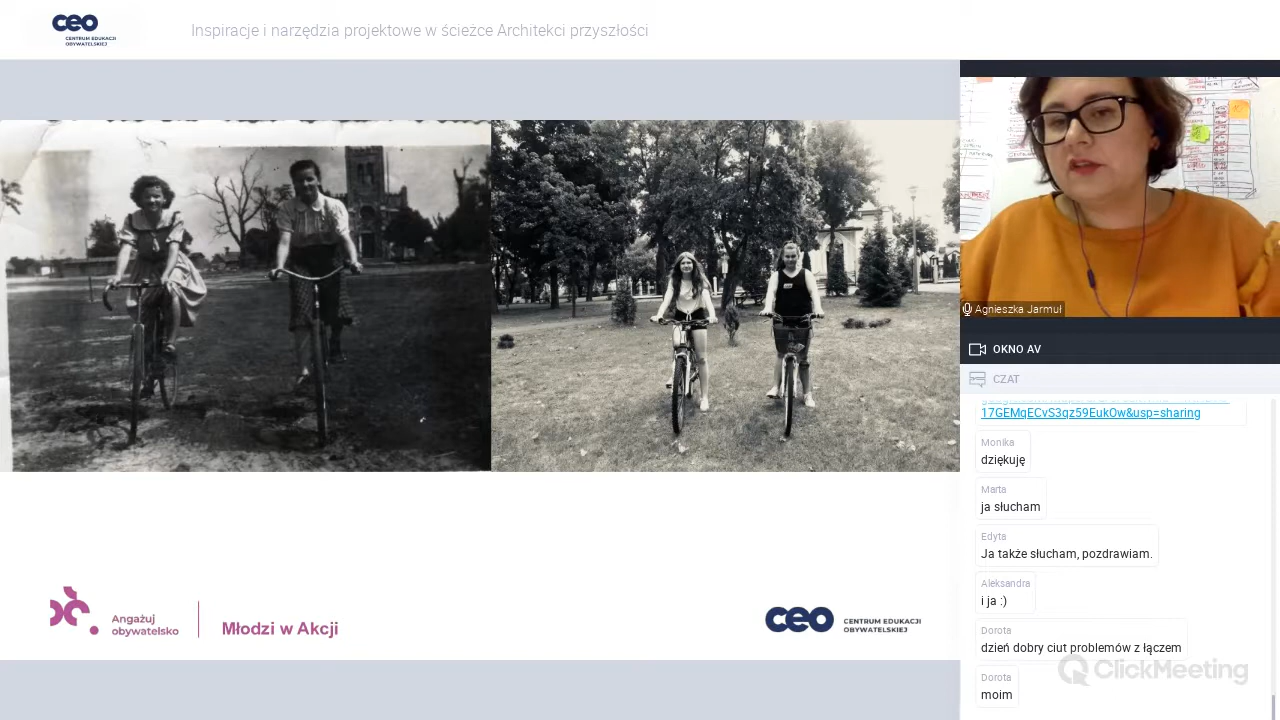 ceo
CENTRUM EDUKACJI
OBYWATELSKIEJ
Inspiracje i narzędzia projektowe w ścieżce Architekci przyszłości
Agnieszka Jarmuł
OKNO AV
CZAT
17GEMqECvS3qz59EukOw&usp=sharing
Monika
dziękuję
Marta
ja słucham
Edyta
Ja także słucham, pozdrawiam.
Aleksandra
i ja :)
Dorota
dzień dobry ciut problemów z łączem
Dorota
moim
ClickMeeting
Angażuj
obywatelsko
Młodzi w Akcji
ceo
CENTRUM EDUKACJI
OBYWATELSKIEJ